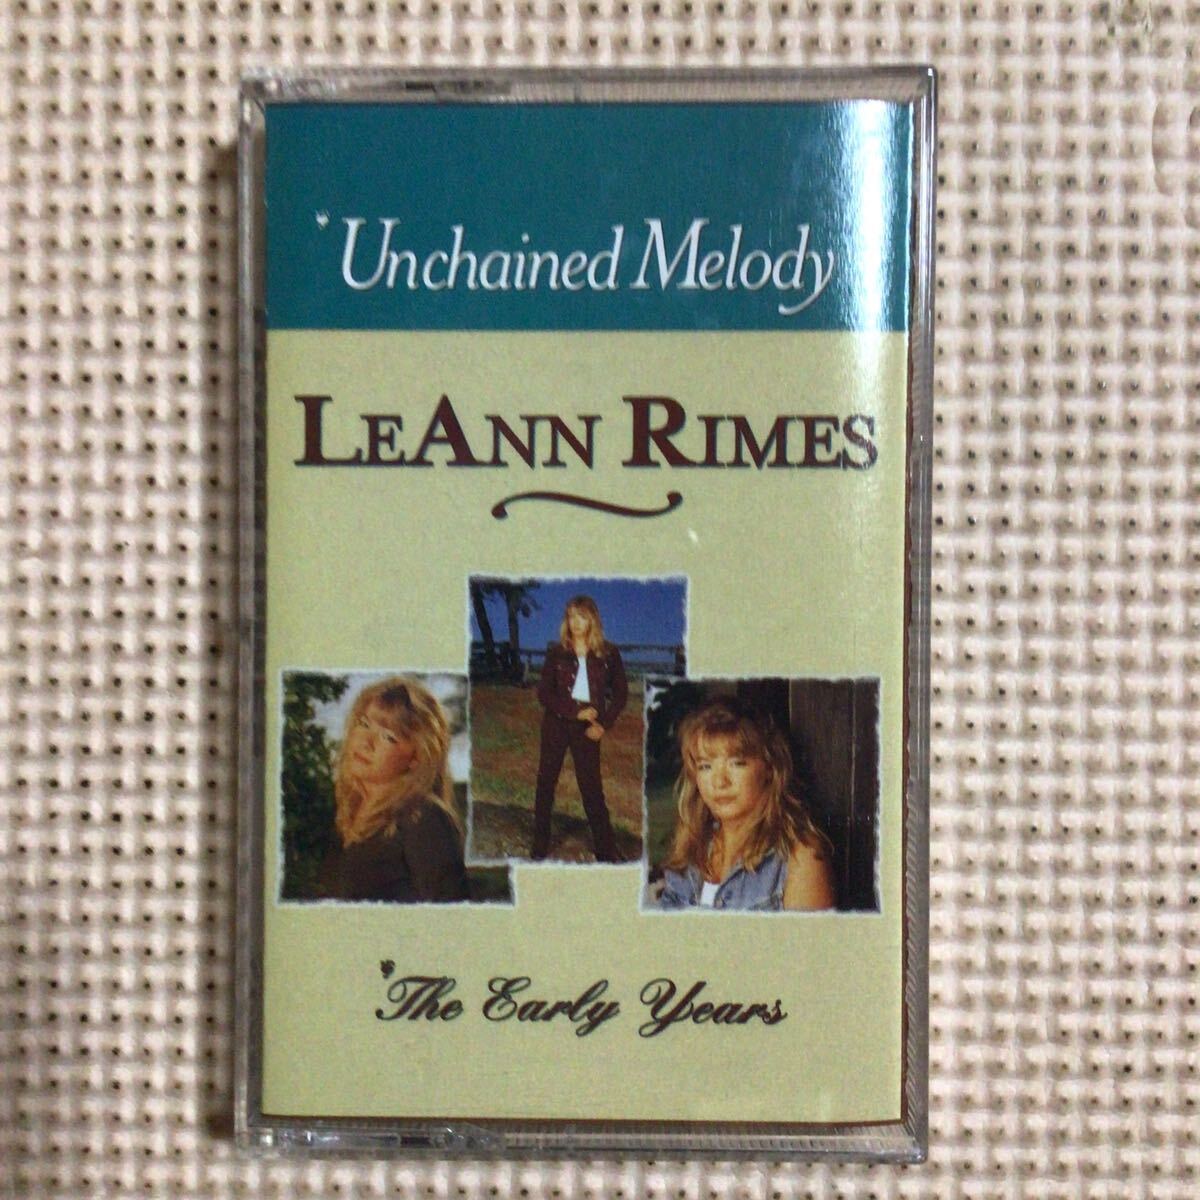 Unchained Melody
LEANN RIMES
The Early Years